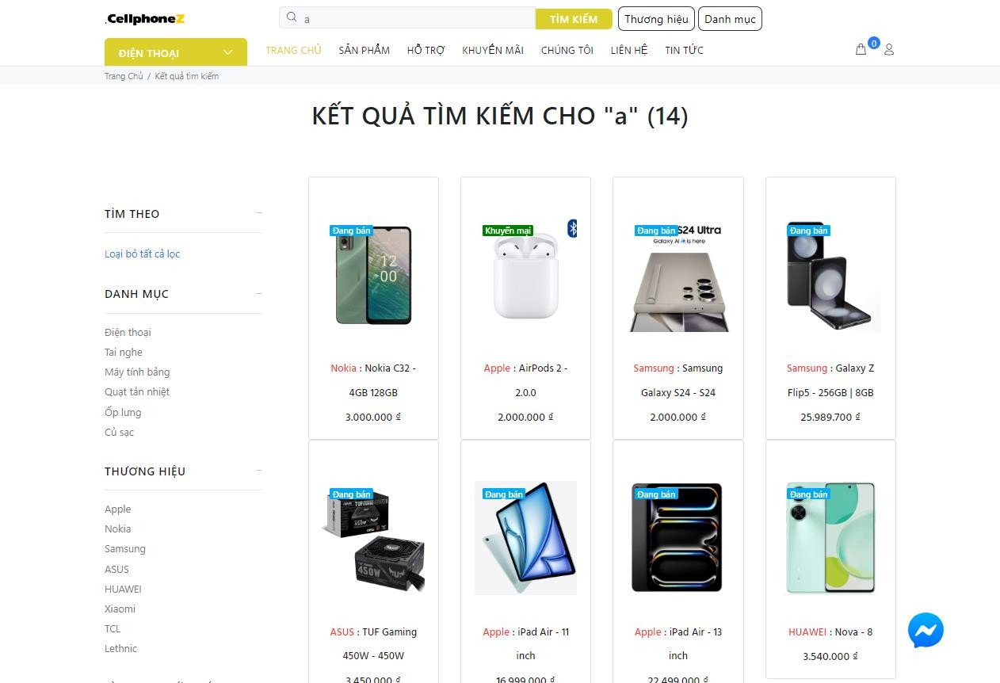 .CellphoneZ
a
TÌM KIẾM
Thương hiệu
Danh mục
ĐIỆN THOẠI
TRANG CHỦ
SẢN PHẨM
HỖ TRỢ
KHUYẾN MÃI
CHÚNG TÔI
LIÊN HỆ
TIN TỨC
0
Trang Chủ / Kết quả tìm kiếm
KẾT QUẢ TÌM KIẾM CHO "a" (14)
TÌM THEO
Loại bỏ tất cả lọc
DANH MỤC
Điện thoại
Tai nghe
Máy tính bảng
Quạt tản nhiệt
Ốp lưng
Củ sạc
THƯƠNG HIỆU
Apple
Nokia
Samsung
ASUS
HUAWEI
Xiaomi
TCL
Lethnic
Đang bán
12
00
Nokia : Nokia C32 -
4GB 128GB
3.000.000 ₫
Khuyến mại
Apple : AirPods 2 -
2.0.0
2.000.000 ₫
Đang bán
S24 Ultra
Galaxy AI is here
Samsung : Samsung
Galaxy S24 - S24
2.000.000 ₫
Đang bán
Samsung : Galaxy Z
Flip5 - 256GB | 8GB
25.989.700 ₫
Đang bán
TUF GAMING
450W
450W
ASUS : TUF Gaming
450W - 450W
3.450.000 ₫
Đang bán
Apple : iPad Air - 11
inch
16.999.000 ₫
Đang bán
Apple : iPad Air - 13
inch
22.499.000 ₫
Đang bán
HUAWEI : Nova - 8
3.540.000 ₫